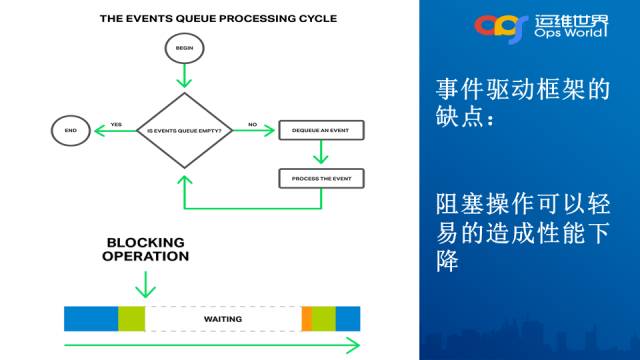 THE EVENTS QUEUE PROCESSING CYCLE
BEGIN
END
YES
IS EVENTS QUEUE EMPTY?
NO
DEQUEUE AN EVENT
PROCESS THE EVENT
BLOCKING
OPERATION
WAITING
运维世界
Ops World
事件驱动框架的
缺点：
阻塞操作可以轻
易的造成性能下
降